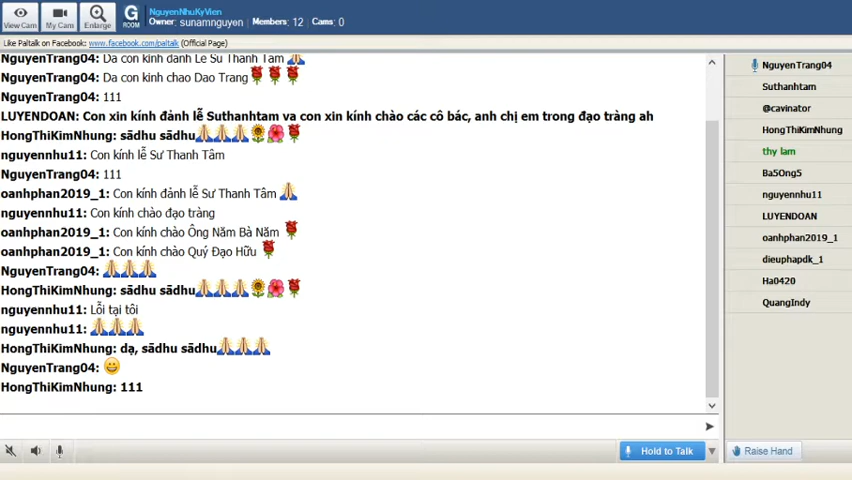 NguyenNhuKyVien
G
ROOM
Owner: sunamnguyen Members: 12 Cams: 0
View Cam My Cam Enlarge
Like Paltalk on Facebook: www.facebook.com/paltalk (Official Page)
NguyenTrang04: Da con kinh đanh Le Su Thanh Tam
NguyenTrang04: Da con kinh chao Dao Trang
NguyenTrang04: 111
LUYENDOAN: Con xin kính đảnh lễ Suthanhtam va con xin kính chào các cô bác, anh chị em trong đạo tràng ah
HongThiKimNhung: sādhu sādhu
nguyennhu11: Con kính lễ Sư Thanh Tâm
NguyenTrang04: 111
oanhphan2019_1: Con kính đảnh lễ Sư Thanh Tâm
nguyennhu11: Con kính chào đạo tràng
oanhphan2019_1: Con kính chào Ông Năm Bà Năm
oanhphan2019_1: Con kính chào Quý Đạo Hữu
NguyenTrang04:
HongThiKimNhung: sādhu sādhu
nguyennhu11: Lỗi tại tôi
nguyennhu11:
HongThiKimNhung: dạ, sādhu sādhu
NguyenTrang04:
HongThiKimNhung: 111
NguyenTrang04
Suthanhtam
@cavinator
HongThiKimNhung
thy lam
Ba5Ong5
nguyennhu11
LUYENDOAN
oanhphan2019_1
dieuphapdk_1
Ha0420
QuangIndy
Hold to Talk
Raise Hand